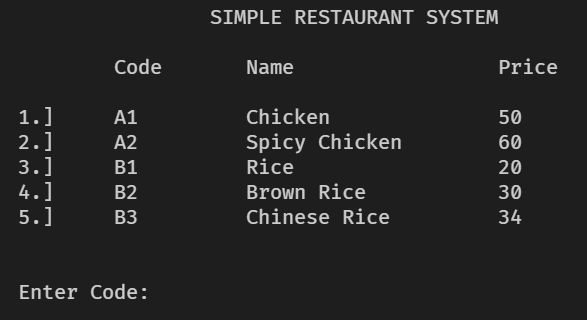 SIMPLE RESTAURANT SYSTEM
Code Name Price
1.] A1 Chicken 50
2.] A2 Spicy Chicken 60
3.] B1 Rice 20
4.] B2 Brown Rice 30
5.] B3 Chinese Rice 34
Enter Code: